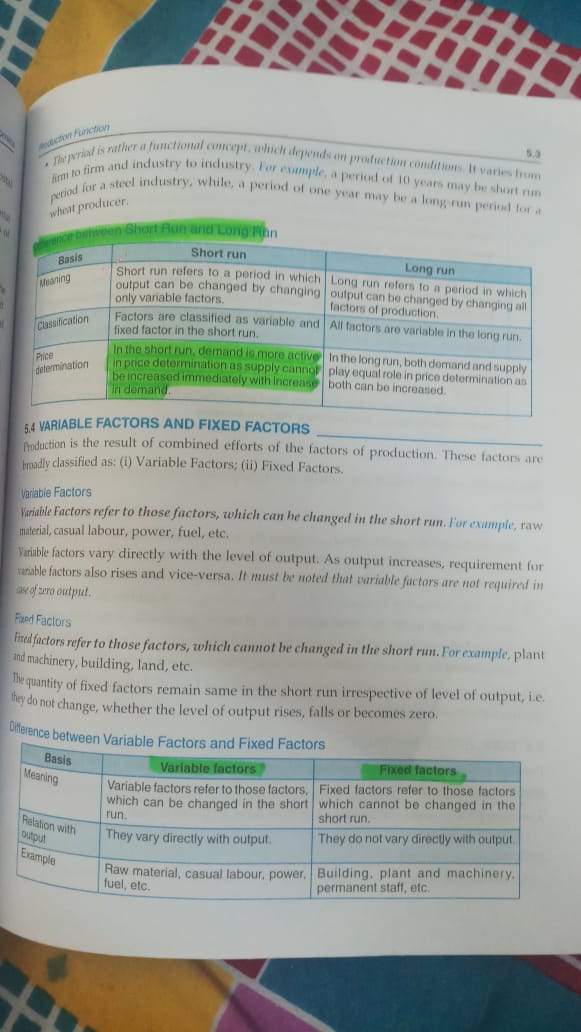 Production Function
5.3
• The period is rather a functional concept, which depends on production conditions. It varies from
firm to firm and industry to industry. For example, a period of 10 years may be short run
period for a steel industry, while, a period of one year may be a long-run period for a
wheat producer.
Difference between Short Run and Long Run
Basis Short run Long run
Meaning
Short run refers to a period in which
output can be changed by changing
only variable factors.
Long run refers to a period in which
output can be changed by changing all
factors of production.
Classification
Factors are classified as variable and
fixed factor in the short run.
All factors are variable in the long run.
Price
determination
In the short run, demand is more active
in price determination as supply cannot
be increased immediately with increase
in demand.
In the long run, both demand and supply
play equal role in price determination as
both can be increased.
5.4 VARIABLE FACTORS AND FIXED FACTORS
Production is the result of combined efforts of the factors of production. These factors are
broadly classified as: (i) Variable Factors; (ii) Fixed Factors.
Variable Factors
Variable Factors refer to those factors, which can be changed in the short run. For example, raw
material, casual labour, power, fuel, etc.
Variable factors vary directly with the level of output. As output increases, requirement for
variable factors also rises and vice-versa. It must be noted that variable factors are not required in
case of zero output.
Fixed Factors
Fixed factors refer to those factors, which cannot be changed in the short run. For example, plant
and machinery, building, land, etc.
The quantity of fixed factors remain same in the short run irrespective of level of output, i.e.
they do not change, whether the level of output rises, falls or becomes zero.
Difference between Variable Factors and Fixed Factors
Basis Variable factors Fixed factors
Meaning
Variable factors refer to those factors,
which can be changed in the short
run.
Fixed factors refer to those factors
which cannot be changed in the
short run.
Relation with
output
They vary directly with output.
They do not vary directly with output.
Example
Raw material, casual labour, power,
fuel, etc.
Building, plant and machinery,
permanent staff, etc.